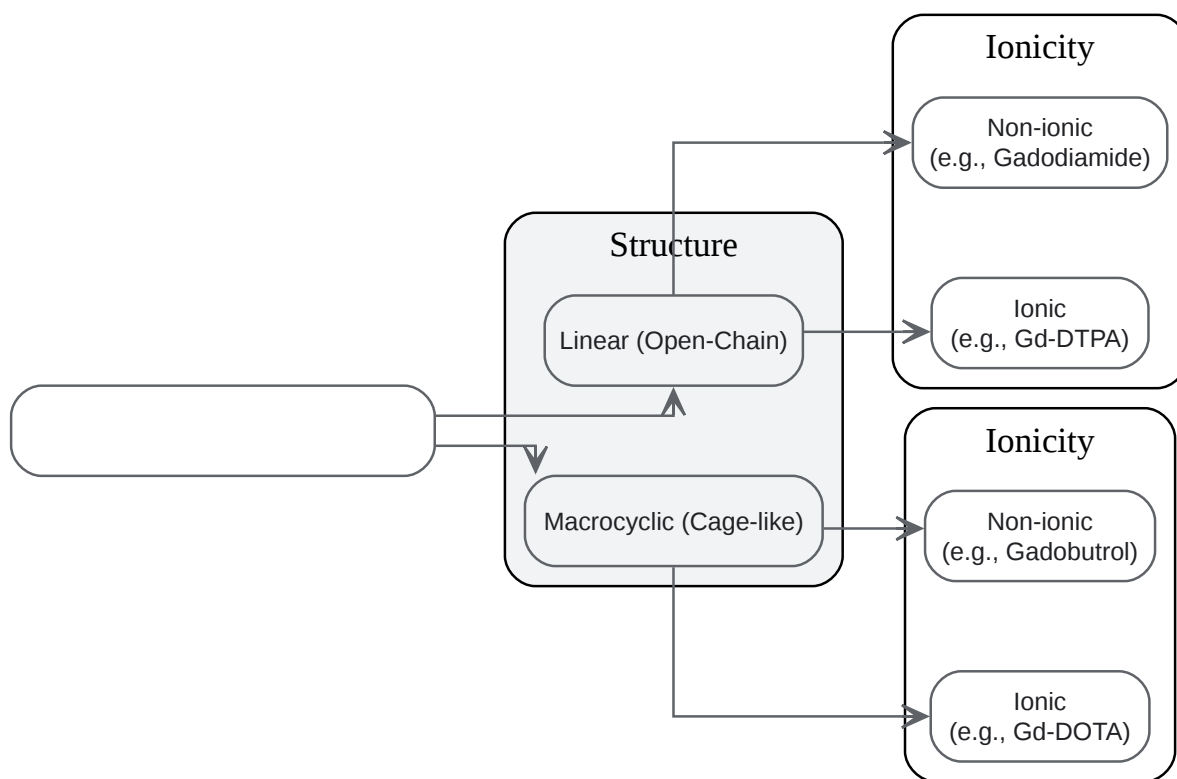 Ionicity
Non-ionic
(e.g., Gadodiamide)
Ionic
(e.g., Gd-DTPA)
Structure
Linear (Open-Chain)
Macrocyclic (Cage-like)
Ionicity
Non-ionic
(e.g., Gadobutrol)
Ionic
(e.g., Gd-DOTA)